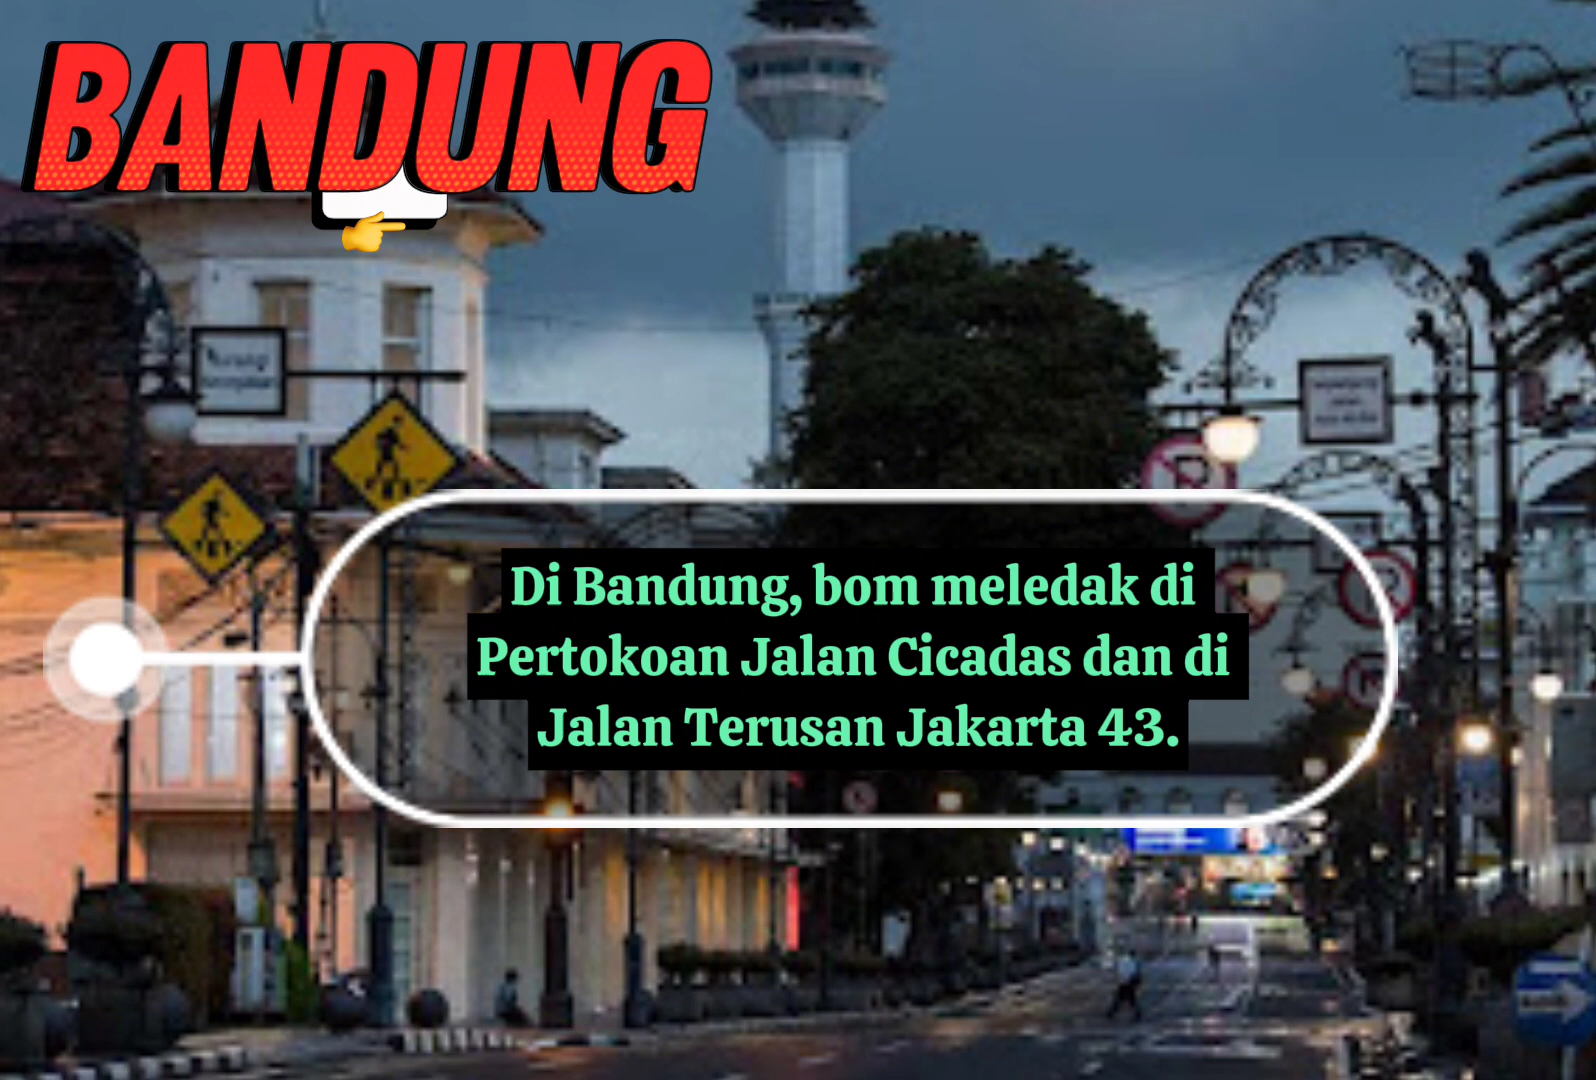 BANDUNG
Di Bandung, bom meledak di
Pertokoan Jalan Cicadas dan di
Jalan Terusan Jakarta 43.